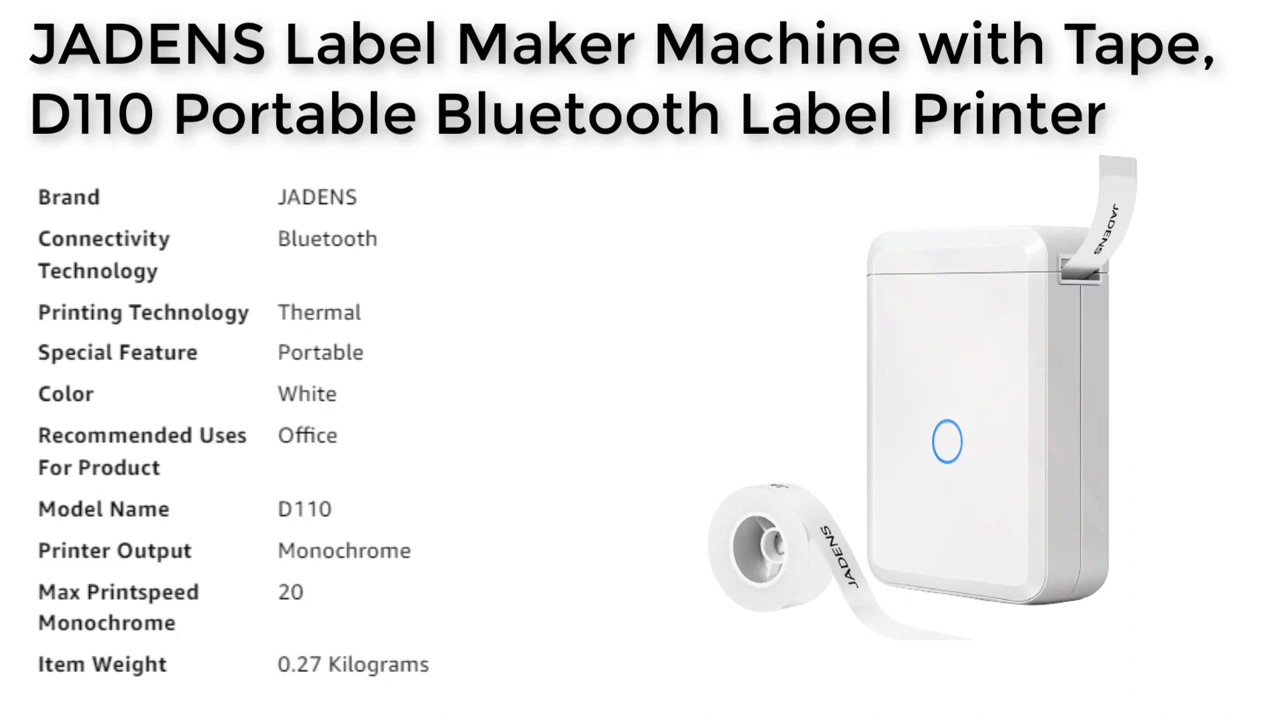 JADENS Label Maker Machine with Tape,
D110 Portable Bluetooth Label Printer
Brand JADENS
Connectivity Bluetooth
Technology
Printing Technology Thermal
Special Feature Portable
Color White
Recommended Uses Office
For Product
Model Name D110
Printer Output Monochrome
Max Printspeed 20
Monochrome
Item Weight 0.27 Kilograms
JADENS
JADENS